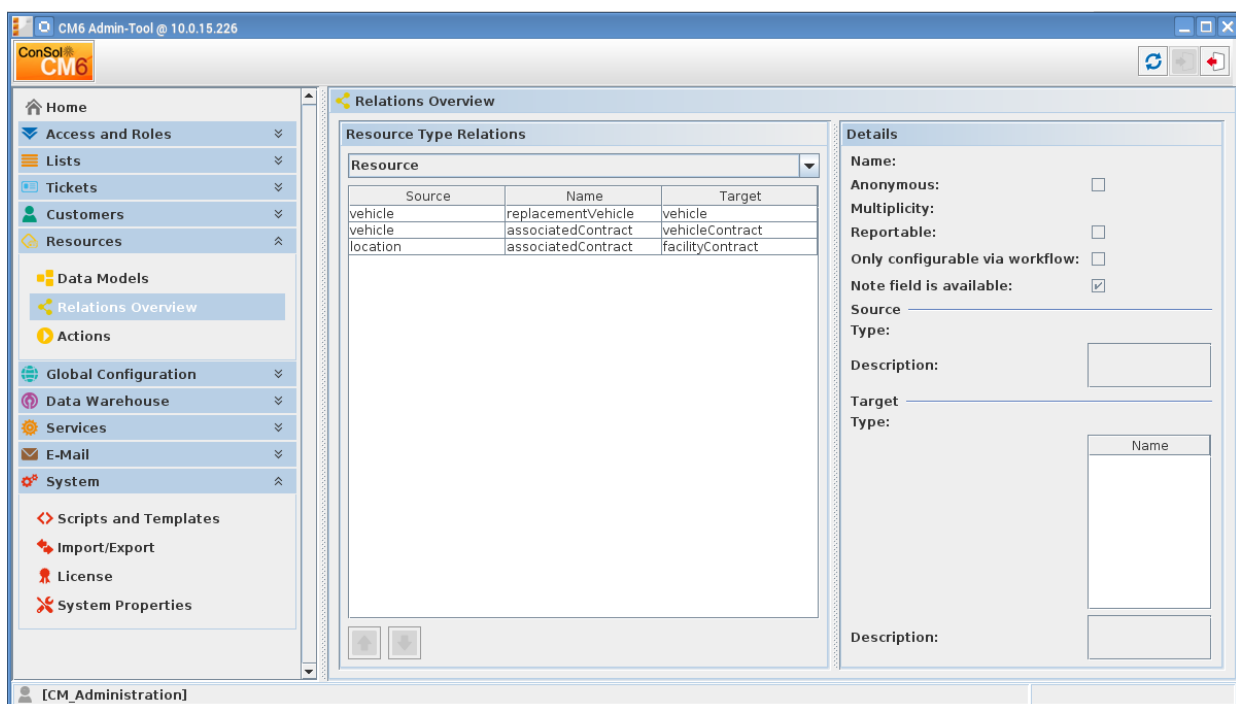 CM6 Admin-Tool @ 10.0.15.226
ConSol
CM6
Home
Access and Roles
Lists
Tickets
Customers
Resources
Data Models
Relations Overview
Actions
Global Configuration
Data Warehouse
Services
E-Mail
System
Scripts and Templates
Import/Export
License
System Properties
Relations Overview
Resource Type Relations
Resource
Source Name Target
vehicle replacementVehicle vehicle
vehicle associatedContract vehicleContract
location associatedContract facilityContract
Details
Name:
Anonymous:
Multiplicity:
Reportable:
Only configurable via workflow:
Note field is available:
Source
Type:
Description:
Target
Type:
Name
Description:
[CM_Administration]